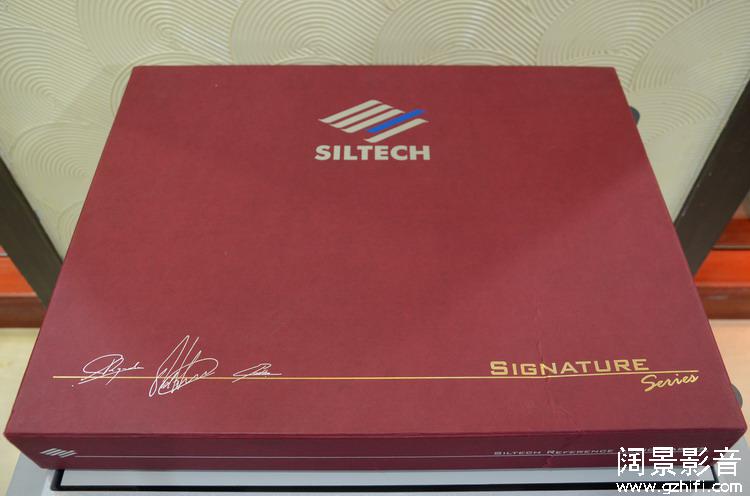 SILTECH
SIGNATURE
Series
SILTECH REFERENCE
阔景影音
www.gzhifi.com